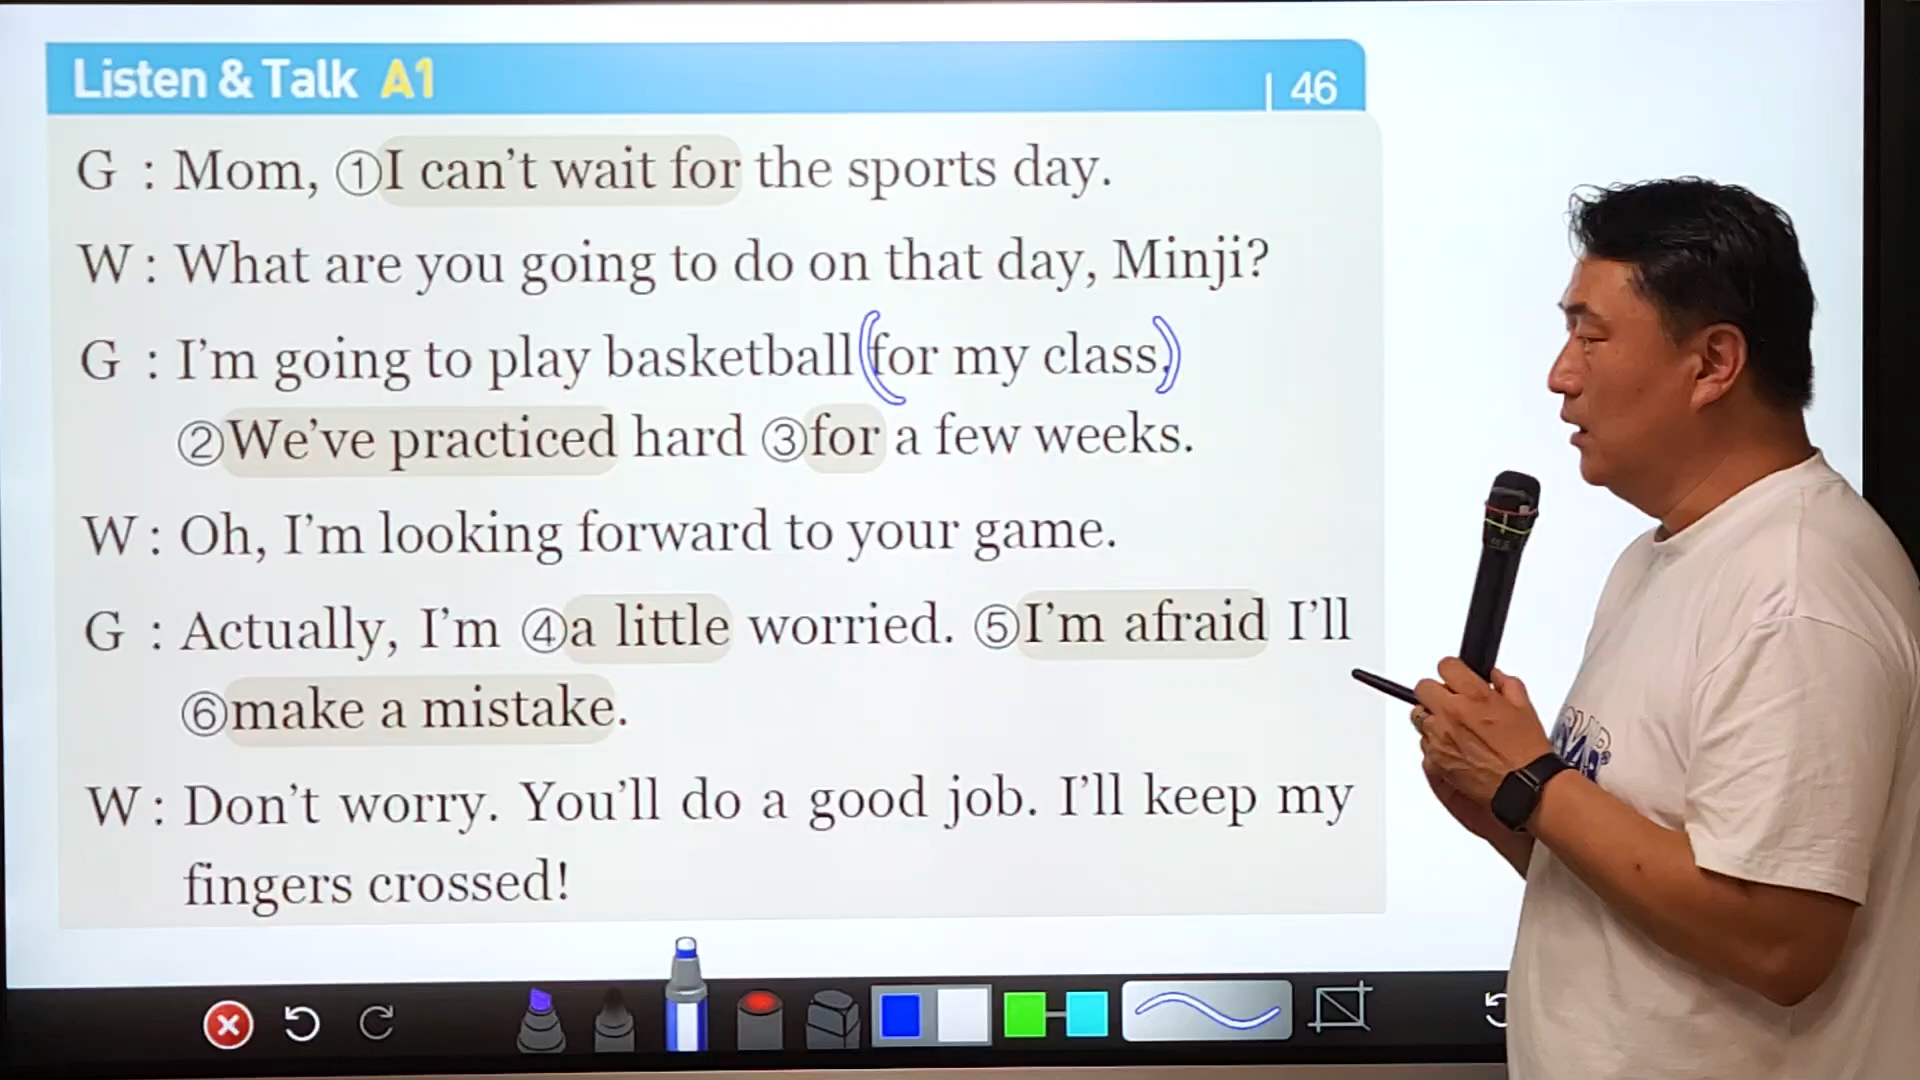 Listen & Talk A1 | 46
G : Mom, ①I can't wait for the sports day.
W : What are you going to do on that day, Minji?
G : I'm going to play basketball (for my class.)
②We've practiced hard ③for a few weeks.
W : Oh, I'm looking forward to your game.
G : Actually, I'm ④a little worried. ⑤I'm afraid I'll
⑥make a mistake.
W : Don't worry. You'll do a good job. I'll keep my
fingers crossed!